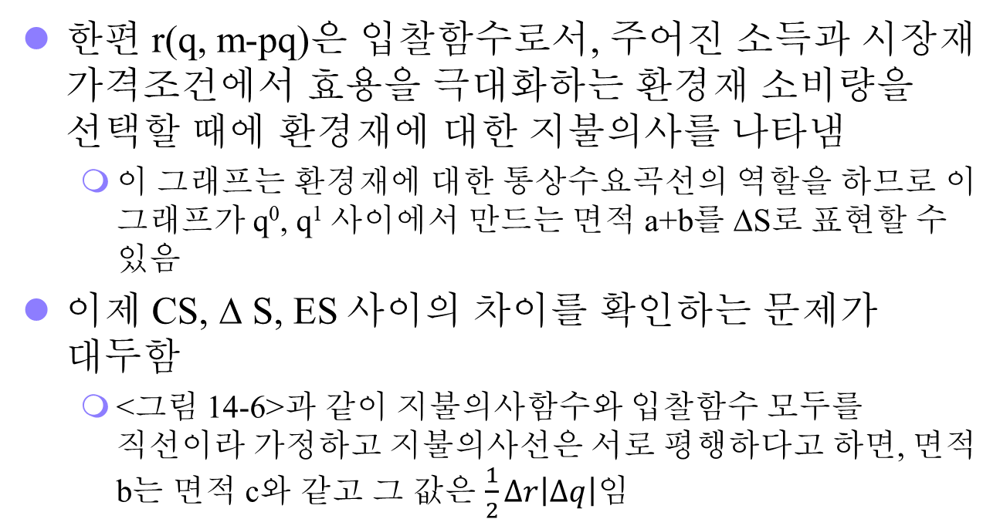 한편 r(q, m-pq)은 입찰함수로서, 주어진 소득과 시장재
가격조건에서 효용을 극대화하는 환경재 소비량을
선택할 때에 환경재에 대한 지불의사를 나타냄
이 그래프는 환경재에 대한 통상수요곡선의 역할을 하므로 이
그래프가 q⁰, q¹ 사이에서 만드는 면적 a+b를 ΔS로 표현할 수
있음
이제 CS, Δ S, ES 사이의 차이를 확인하는 문제가
대두함
<그림 14-6>과 같이 지불의사함수와 입찰함수 모두를
직선이라 가정하고 지불의사선은 서로 평행하다고 하면, 면적
b는 면적 c와 같고 그 값은 ½Δr|Δq|임